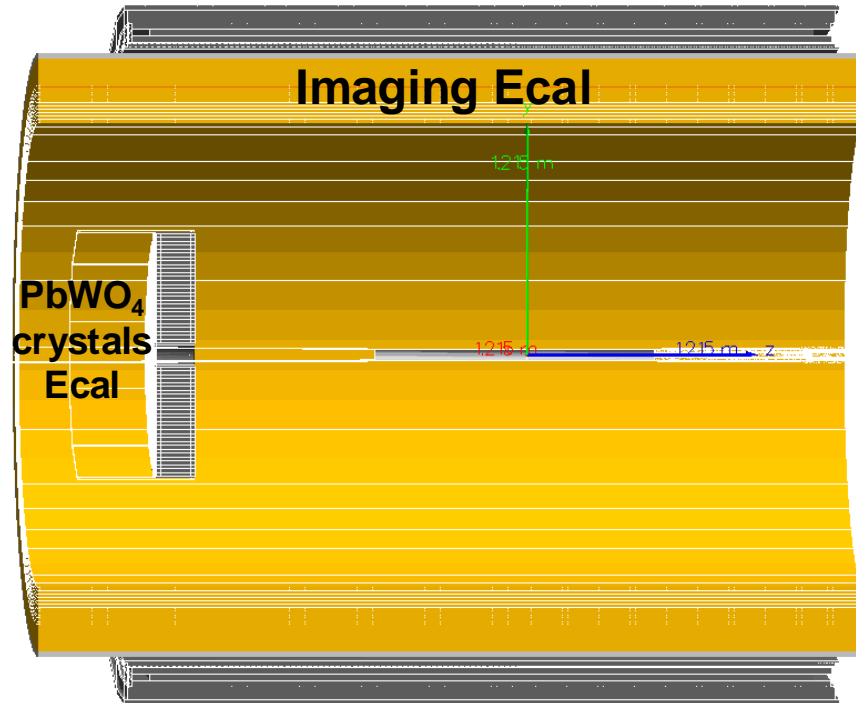 Imaging Ecal
y
1.215 m
PbWO₄
crystals
Ecal
1.215 m 1.215 m z